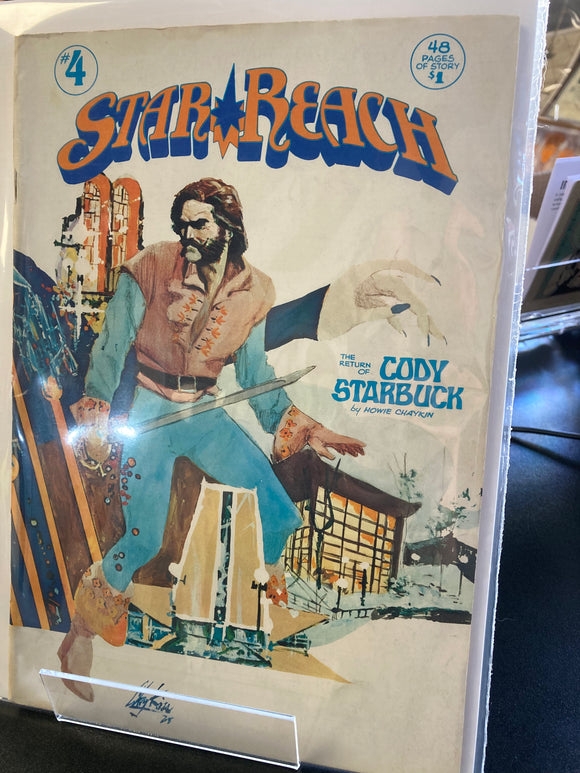 #4
48
PAGES
OF STORY
$1
STAR★REACH
THE
RETURN
OF
CODY
STARBUCK
by HOWIE CHAYKIN